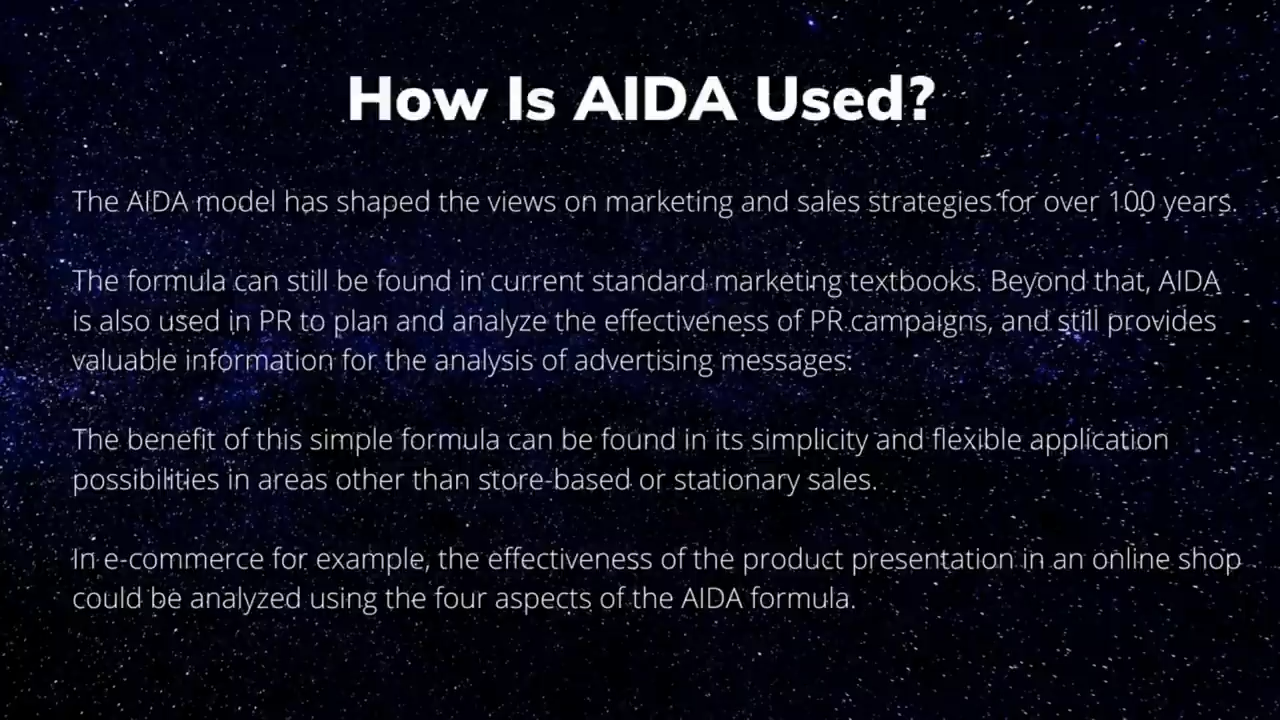 How Is AIDA Used?
The AIDA model has shaped the views on marketing and sales strategies for over 100 years.
The formula can still be found in current standard marketing textbooks. Beyond that, AIDA
is also used in PR to plan and analyze the effectiveness of PR campaigns, and still provides
valuable information for the analysis of advertising messages.
The benefit of this simple formula can be found in its simplicity and flexible application
possibilities in areas other than store-based or stationary sales.
In e-commerce for example, the effectiveness of the product presentation in an online shop
could be analyzed using the four aspects of the AIDA formula.